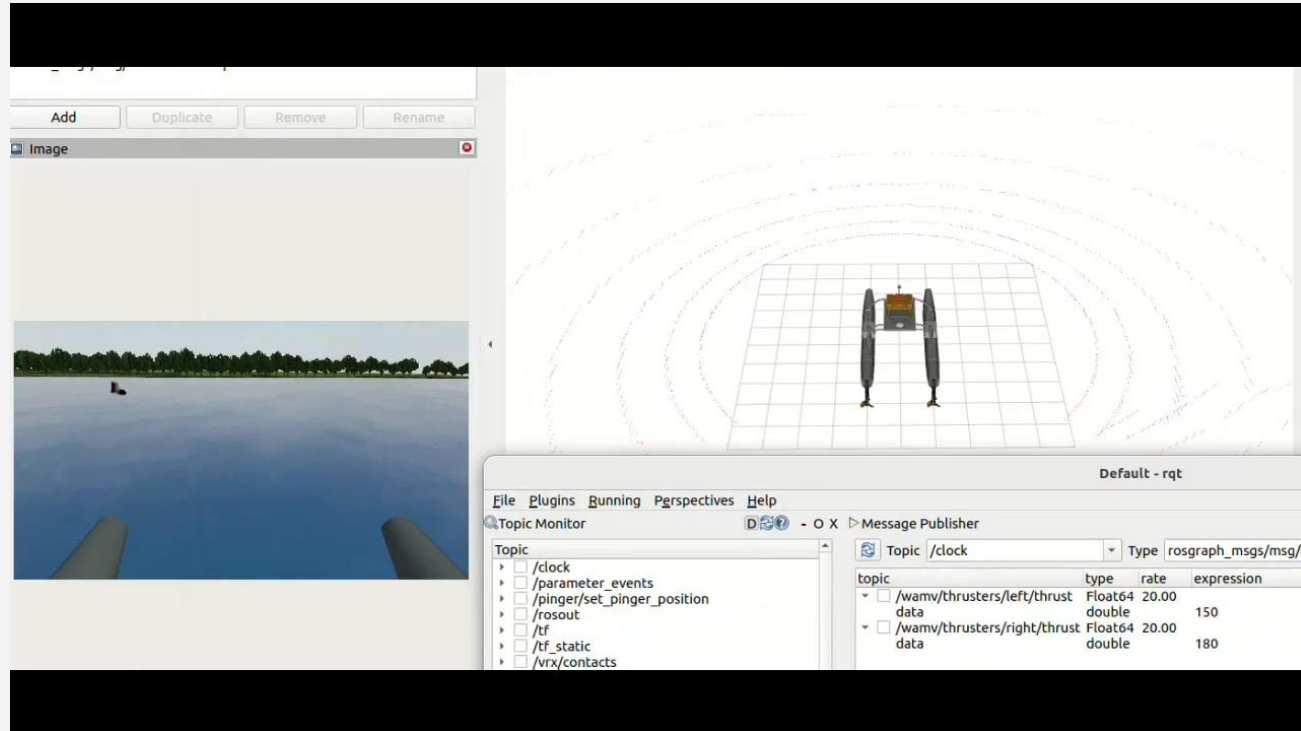 Add Duplicate Remove Rename
Image
Default - rqt
File Plugins Running Perspectives Help
Topic Monitor
D - O X
Topic
/clock
/parameter_events
/pinger/set_pinger_position
/rosout
/tf
/tf_static
/vrx/contacts
Message Publisher
Topic /clock Type rosgraph_msgs/msg/
topic type rate expression
/wamv/thrusters/left/thrust Float64 20.00
data double 150
/wamv/thrusters/right/thrust Float64 20.00
data double 180